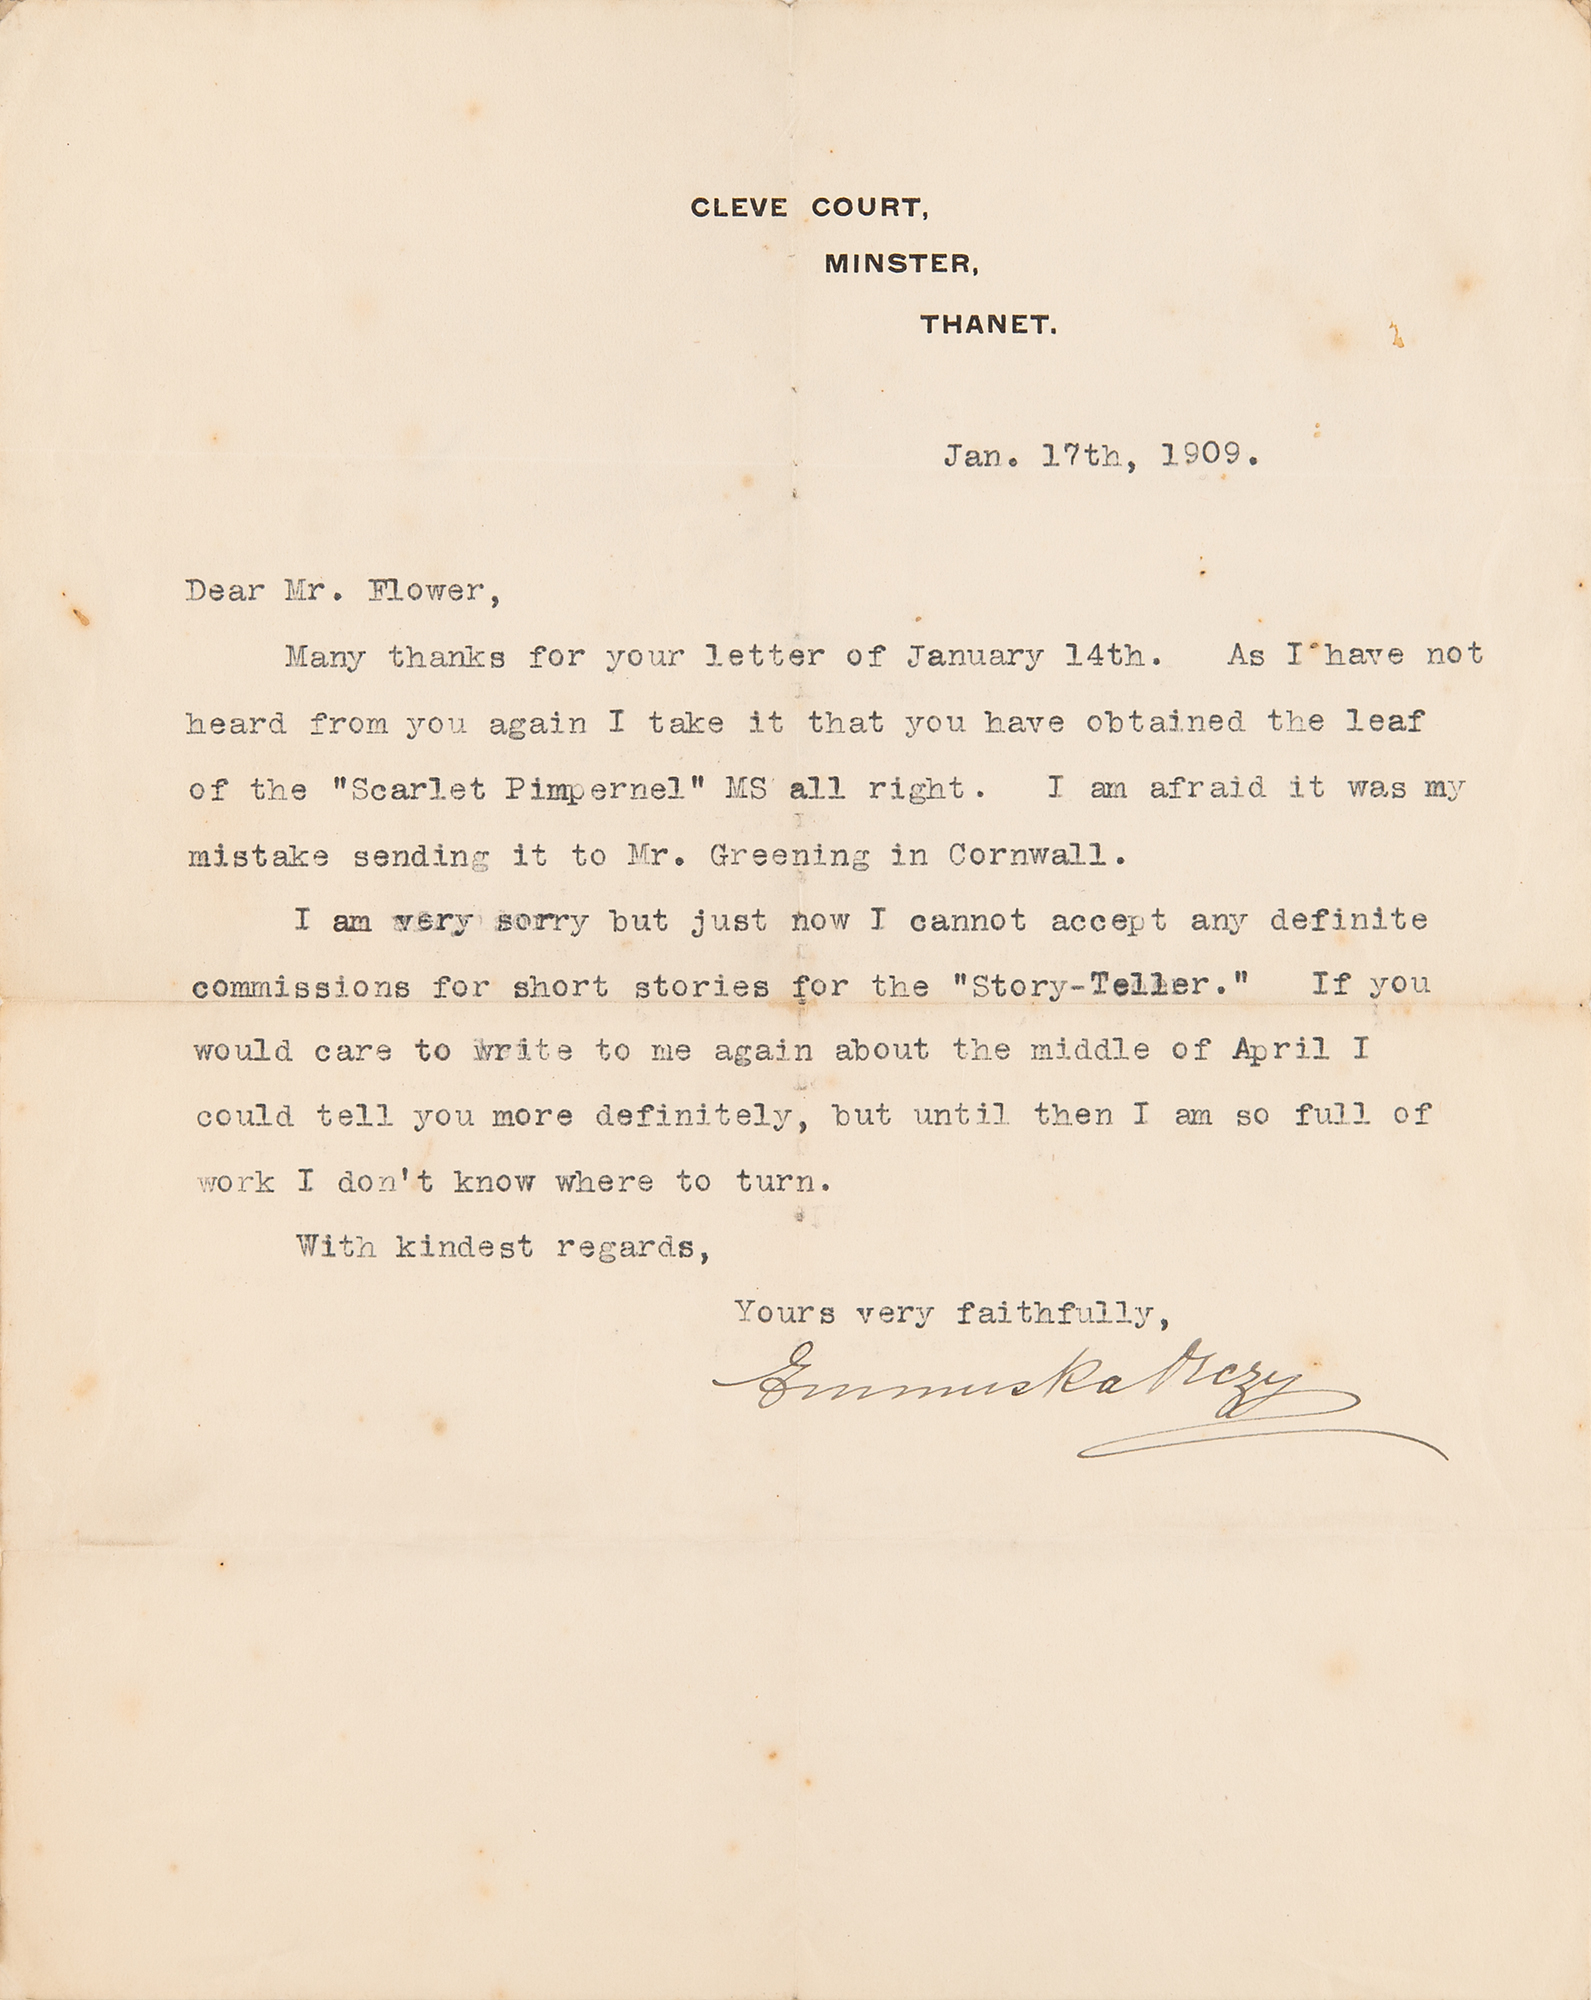 CLEVE COURT,
MINSTER,
THANET.
Jan. 17th, 1909.
Dear Mr. Flower,
Many thanks for your letter of January 14th. As I have not
heard from you again I take it that you have obtained the leaf
of the "Scarlet Pimpernel" MS all right. I am afraid it was my
mistake sending it to Mr. Greening in Cornwall.
I am very sorry but just now I cannot accept any definite
commissions for short stories for the "Story-Teller." If you
would care to write to me again about the middle of April I
could tell you more definitely, but until then I am so full of
work I don't know where to turn.
With kindest regards,
Yours very faithfully,
Emmuska Orczy